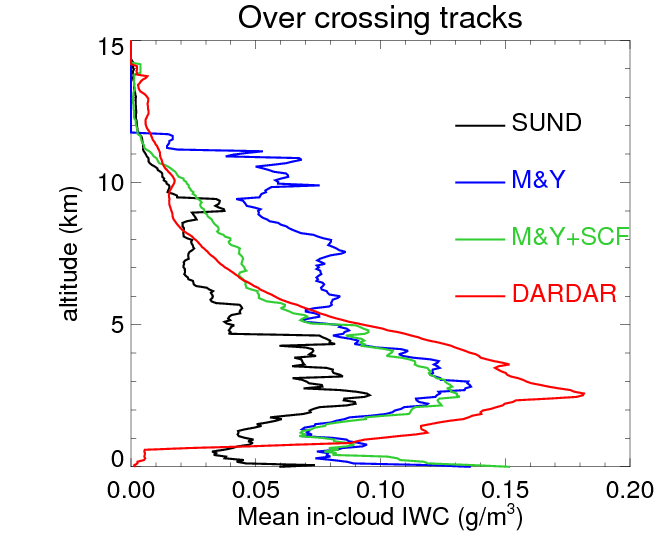 Over crossing tracks
15
10
5
0
altitude (km)
SUND
M&Y
M&Y+SCF
DARDAR
0.00 0.05 0.10 0.15 0.20
Mean in-cloud IWC (g/m³)